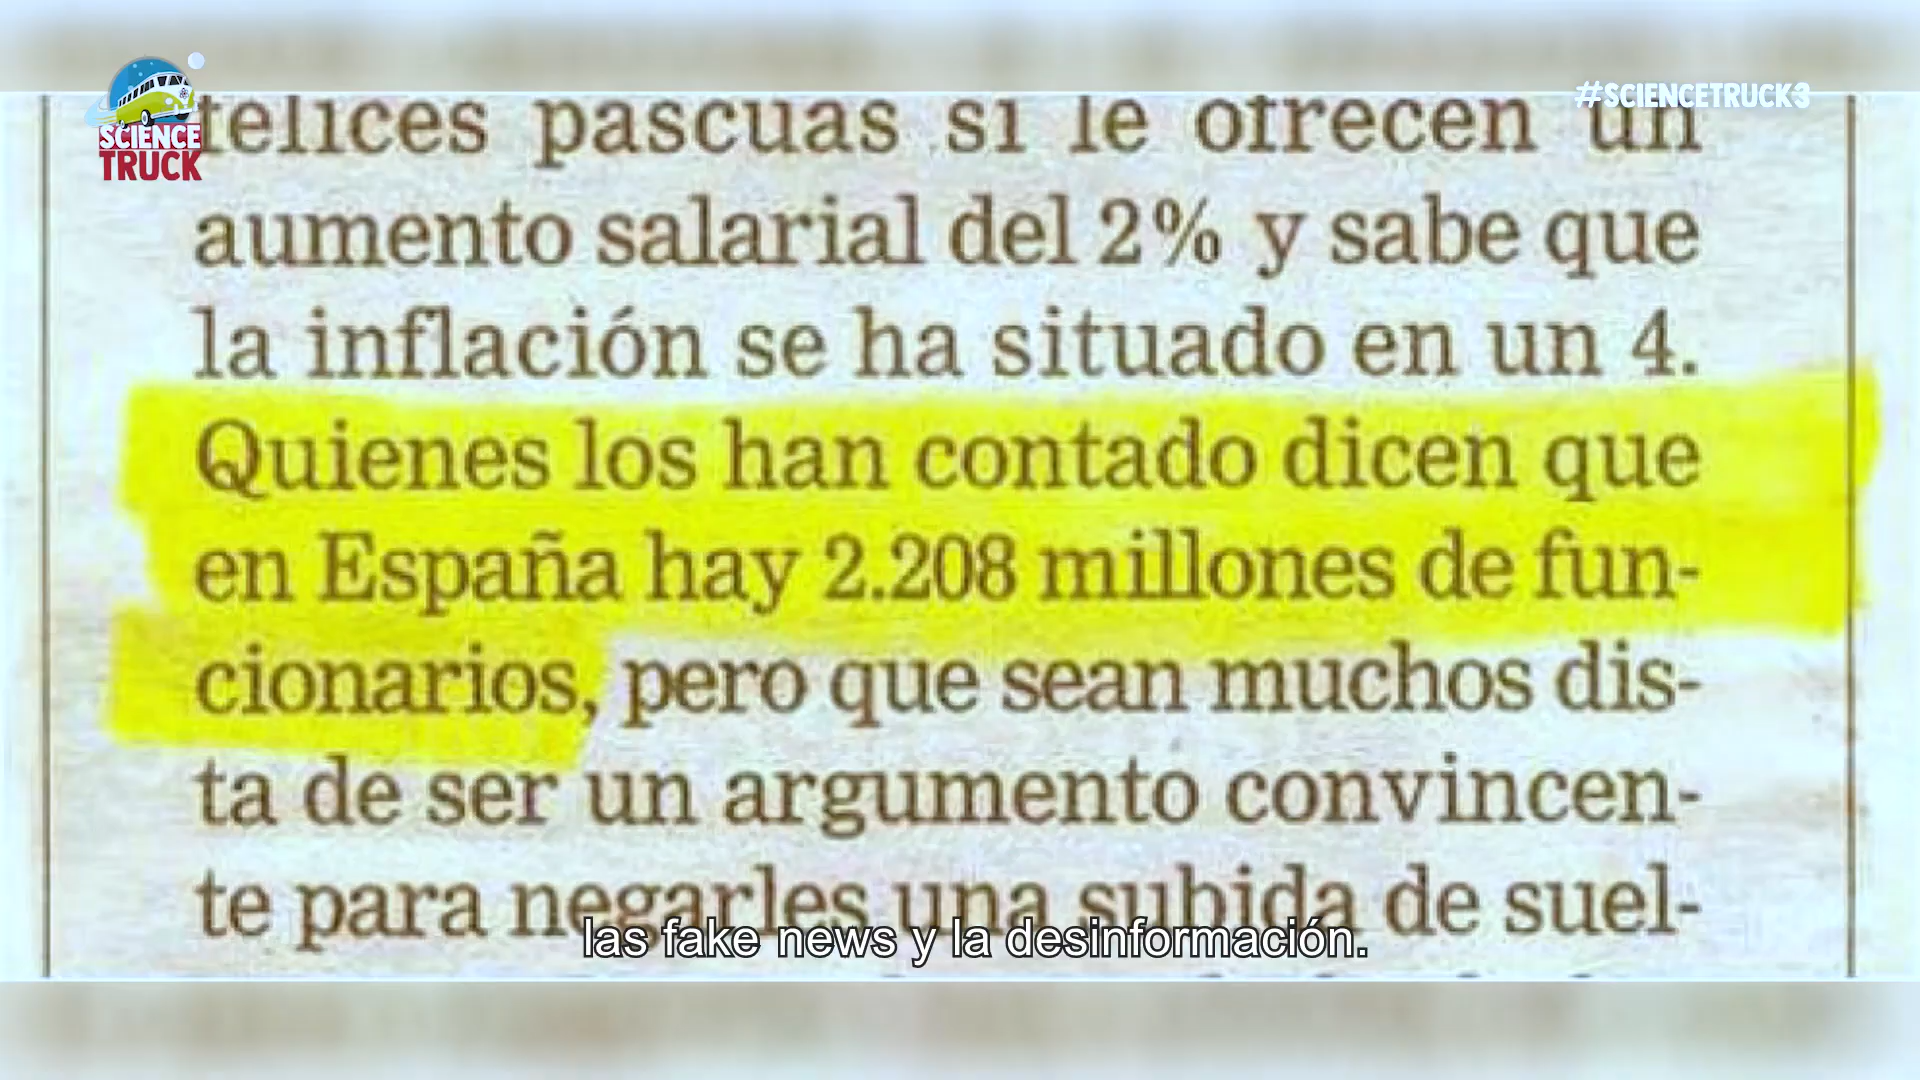 SCIENCE
TRUCK
#SCIENCETRUCK3
felices pascuas si le ofrecen un
aumento salarial del 2% y sabe que
la inflación se ha situado en un 4.
Quienes los han contado dicen que
en España hay 2.208 millones de fun-
cionarios, pero que sean muchos dis-
ta de ser un argumento convincen-
te para negarles una subida de suel-
las fake news y la desinformación.